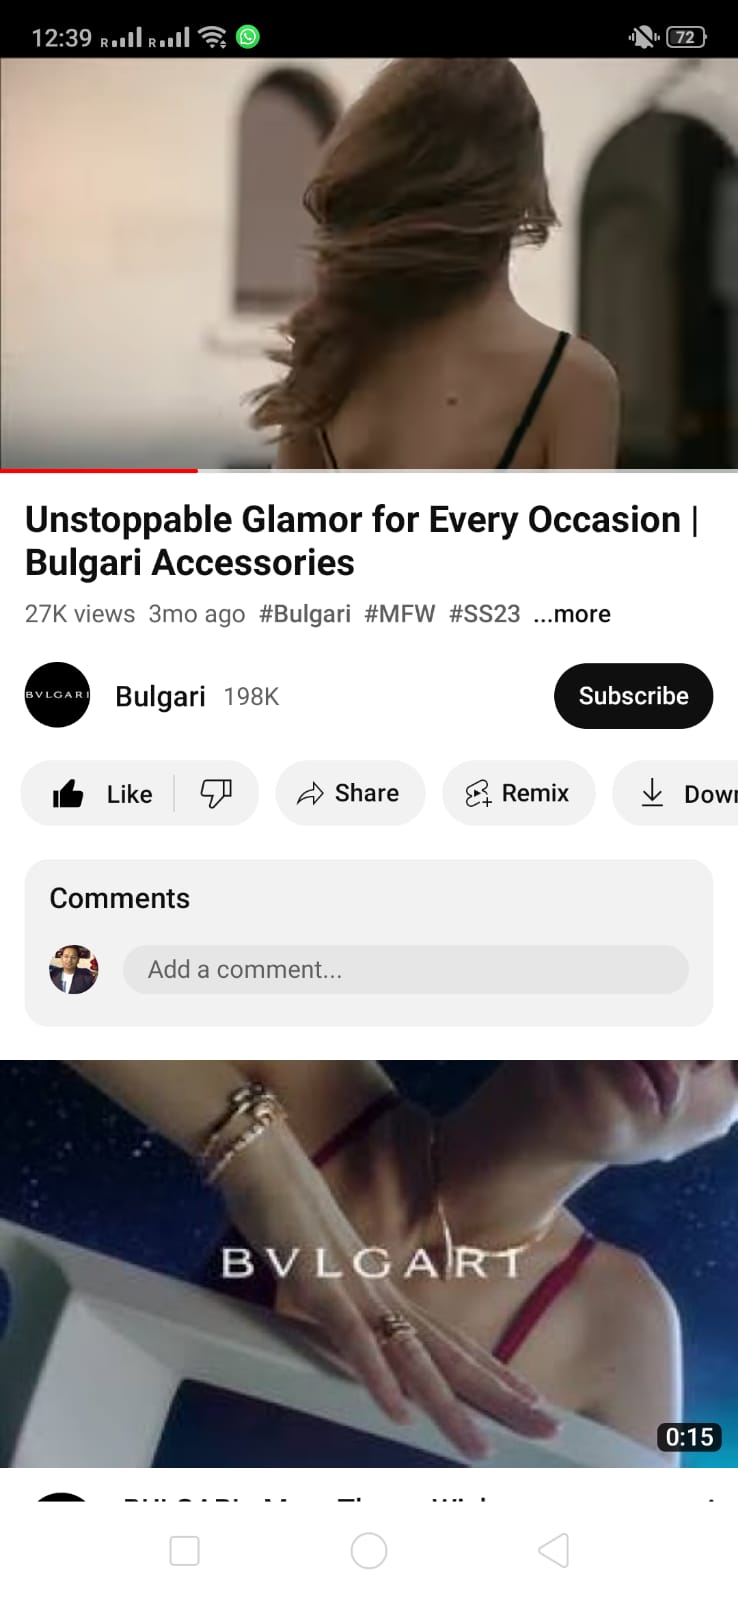 12:39
72
Unstoppable Glamor for Every Occasion |
Bulgari Accessories
27K views 3mo ago #Bulgari #MFW #SS23 ...more
BVLGARI
Bulgari 198K
Subscribe
Like
Share
Remix
Down
Comments
Add a comment...
BVLGARI
0:15